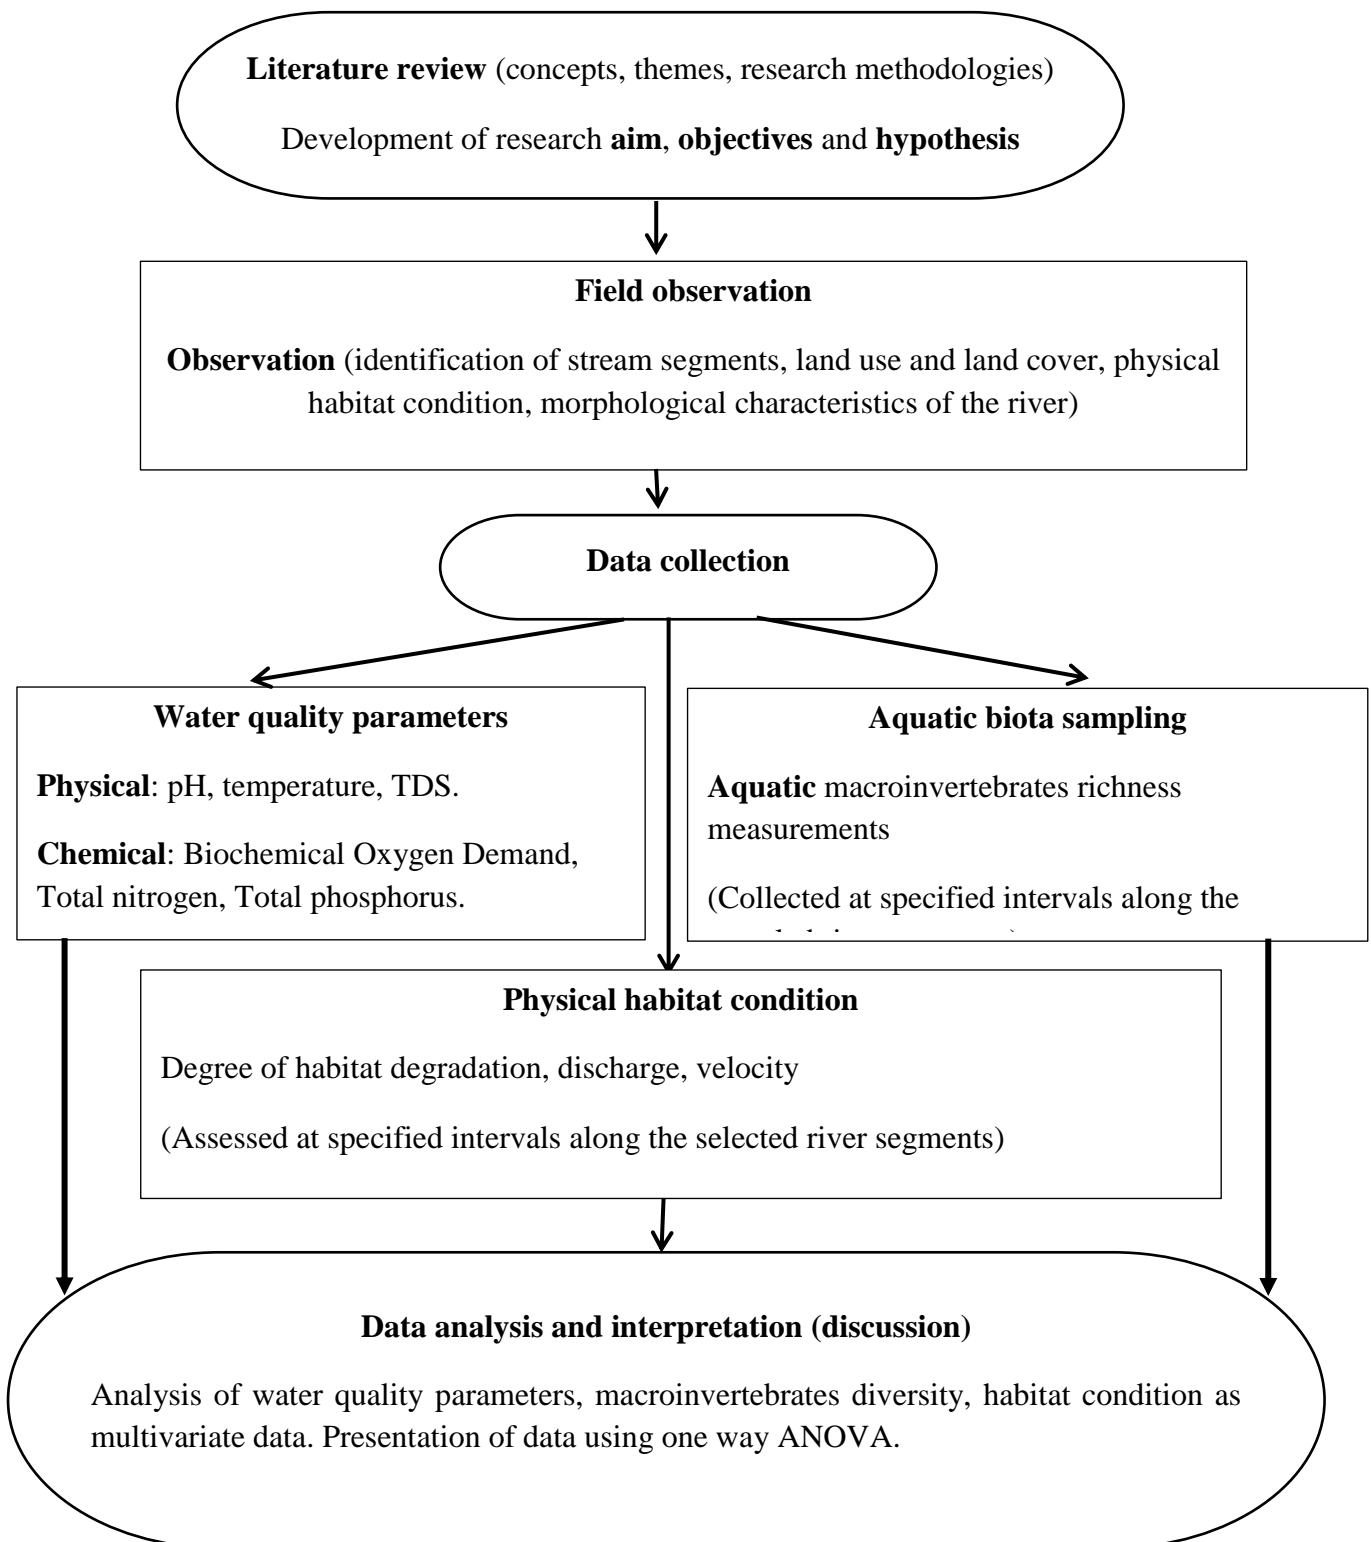 Literature review (concepts, themes, research methodologies)
Development of research aim, objectives and hypothesis
Field observation
Observation (identification of stream segments, land use and land cover, physical
habitat condition, morphological characteristics of the river)
Data collection
Water quality parameters
Physical: pH, temperature, TDS.
Chemical: Biochemical Oxygen Demand,
Total nitrogen, Total phosphorus.
Aquatic biota sampling
Aquatic macroinvertebrates richness
measurements
(Collected at specified intervals along the
Physical habitat condition
Degree of habitat degradation, discharge, velocity
(Assessed at specified intervals along the selected river segments)
Data analysis and interpretation (discussion)
Analysis of water quality parameters, macroinvertebrates diversity, habitat condition as
multivariate data. Presentation of data using one way ANOVA.